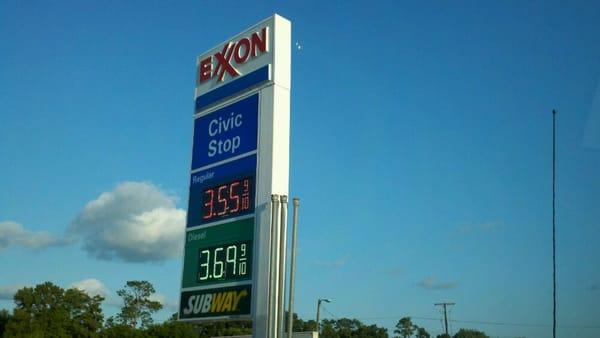 EXXON
Civic
Stop
Regular
3.55 9/10
Diesel
3.69 9/10
SUBWAY